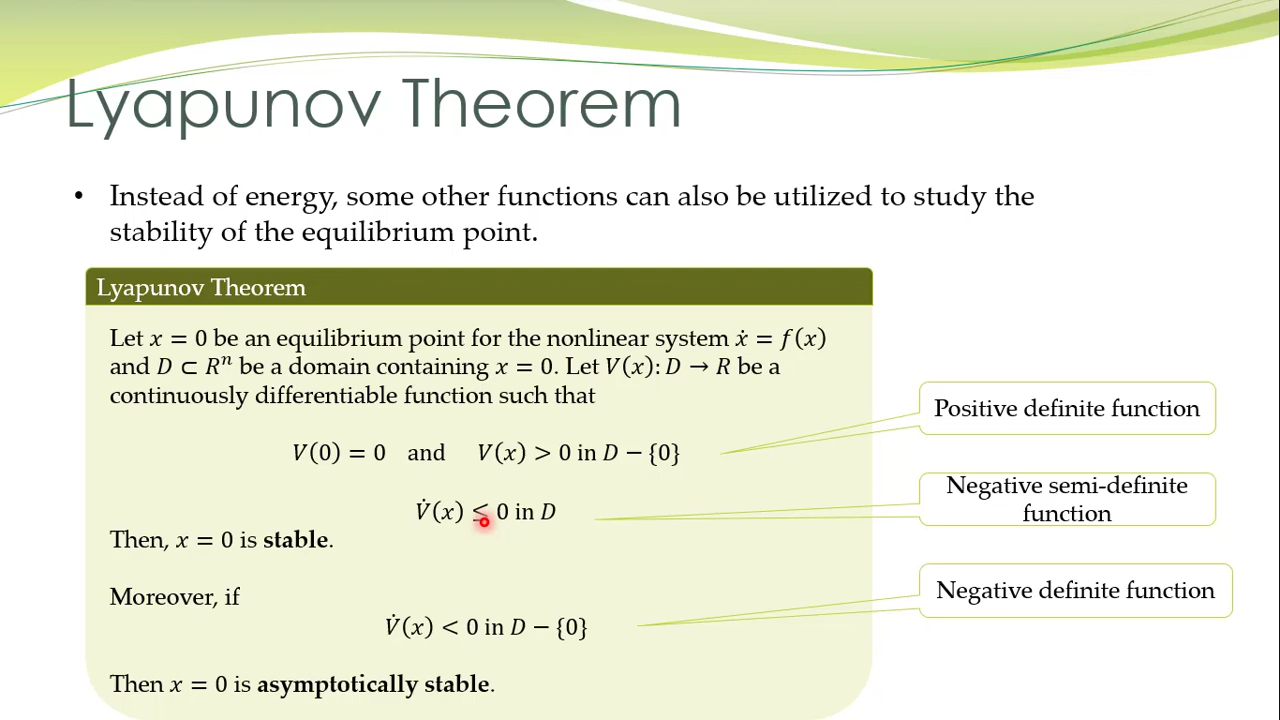 Lyapunov Theorem
• Instead of energy, some other functions can also be utilized to study the
stability of the equilibrium point.
Lyapunov Theorem
Let 𝑥 = 0 be an equilibrium point for the nonlinear system 𝑥̇ = 𝑓(𝑥)
and 𝐷 ⊂ 𝑅ⁿ be a domain containing 𝑥 = 0. Let 𝑉(𝑥): 𝐷 → 𝑅 be a
continuously differentiable function such that
𝑉(0) = 0 and 𝑉(𝑥) > 0 in 𝐷 − {0}
Positive definite function
𝑉̇(𝑥) ≤ 0 in 𝐷
Negative semi-definite
function
Then, 𝑥 = 0 is stable.
Moreover, if
𝑉̇(𝑥) < 0 in 𝐷 − {0}
Negative definite function
Then 𝑥 = 0 is asymptotically stable.